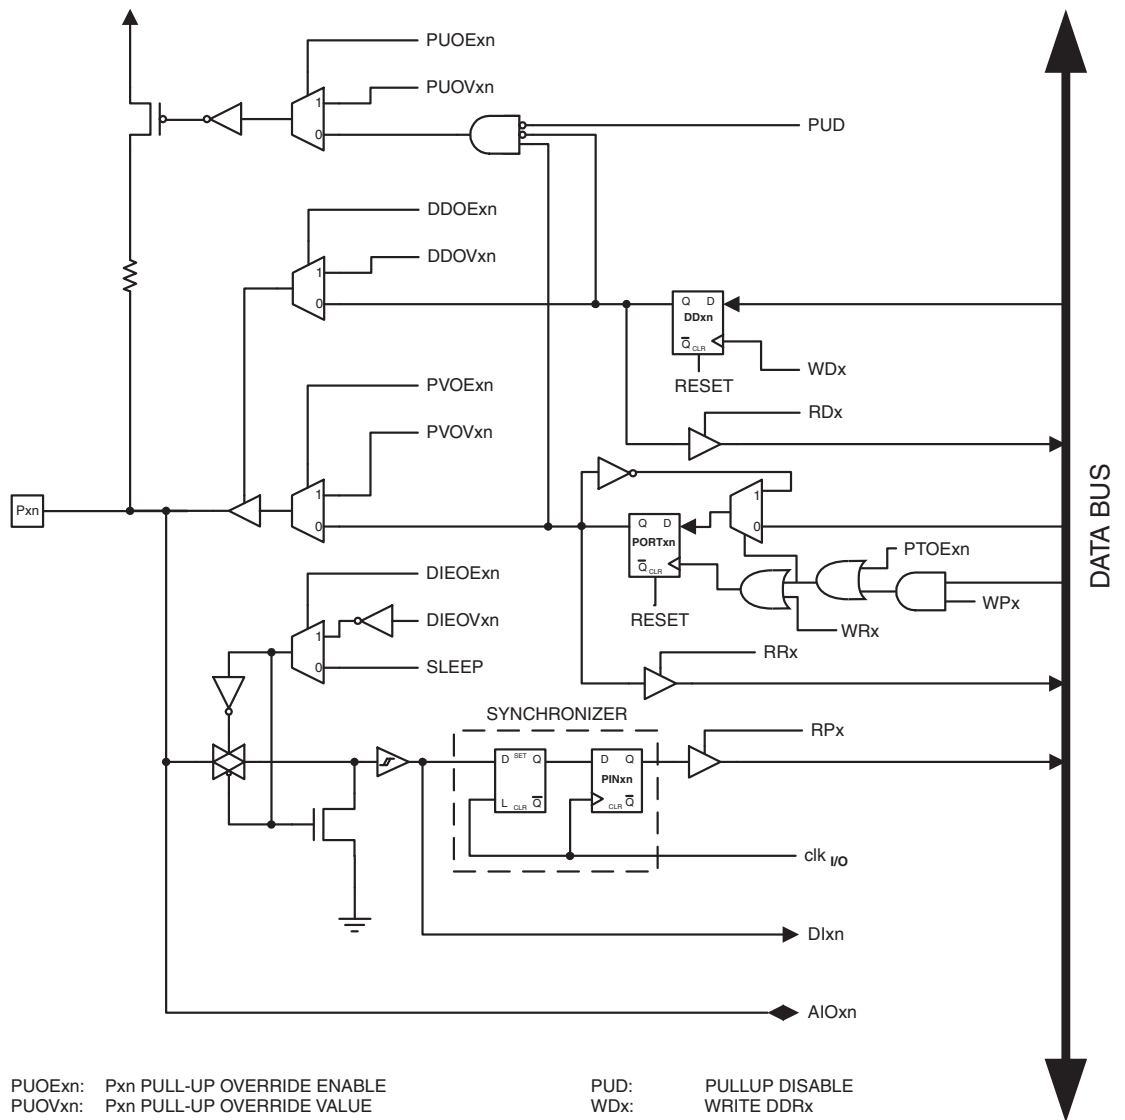 PUOExn
PUOVxn
1
0
PUD
DDOExn
DDOVxn
1
0
Q D
DDxn
Q CLR
WDx
RESET
PVOExn
RDx
PVOVxn
DATA BUS
1
0
Pxn
1
0
Q D
PORTxn
Q CLR
PTOExn
WPx
RESET
WRx
DIEOExn
DIEOVxn
1
0
SLEEP
RRx
SYNCHRONIZER
RPx
D SET Q
L CLR Q
D Q
PINxn
CLR Q
clk I/O
DIxn
AIOxn
PUOExn: Pxn PULL-UP OVERRIDE ENABLE
PUOVxn: Pxn PULL-UP OVERRIDE VALUE
PUD: PULLUP DISABLE
WDx: WRITE DDRx